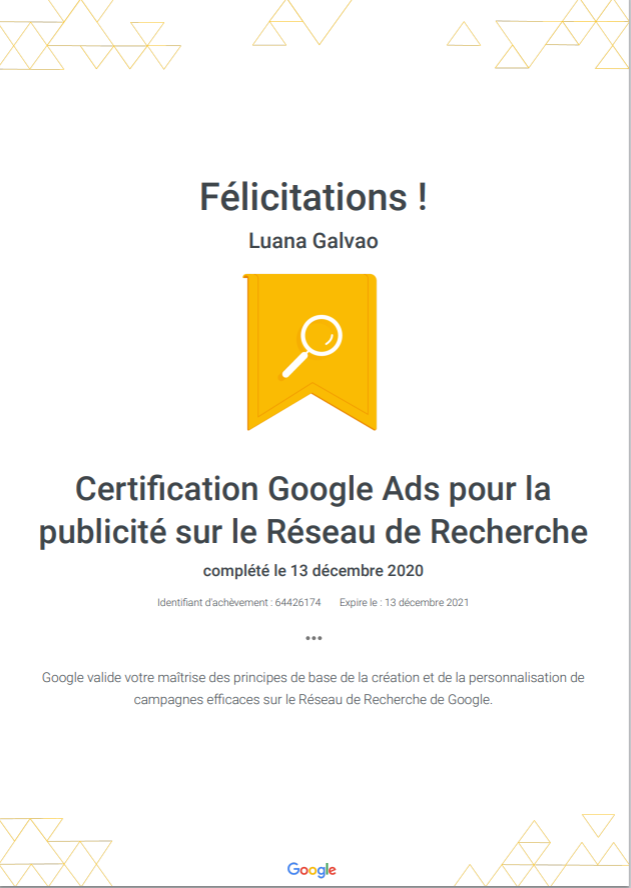 Félicitations !
Luana Galvao
Certification Google Ads pour la
publicité sur le Réseau de Recherche
complété le 13 décembre 2020
Identifiant d'achèvement : 64426174 Expire le : 13 décembre 2021
•••
Google valide votre maîtrise des principes de base de la création et de la personnalisation de
campagnes efficaces sur le Réseau de Recherche de Google.
Google